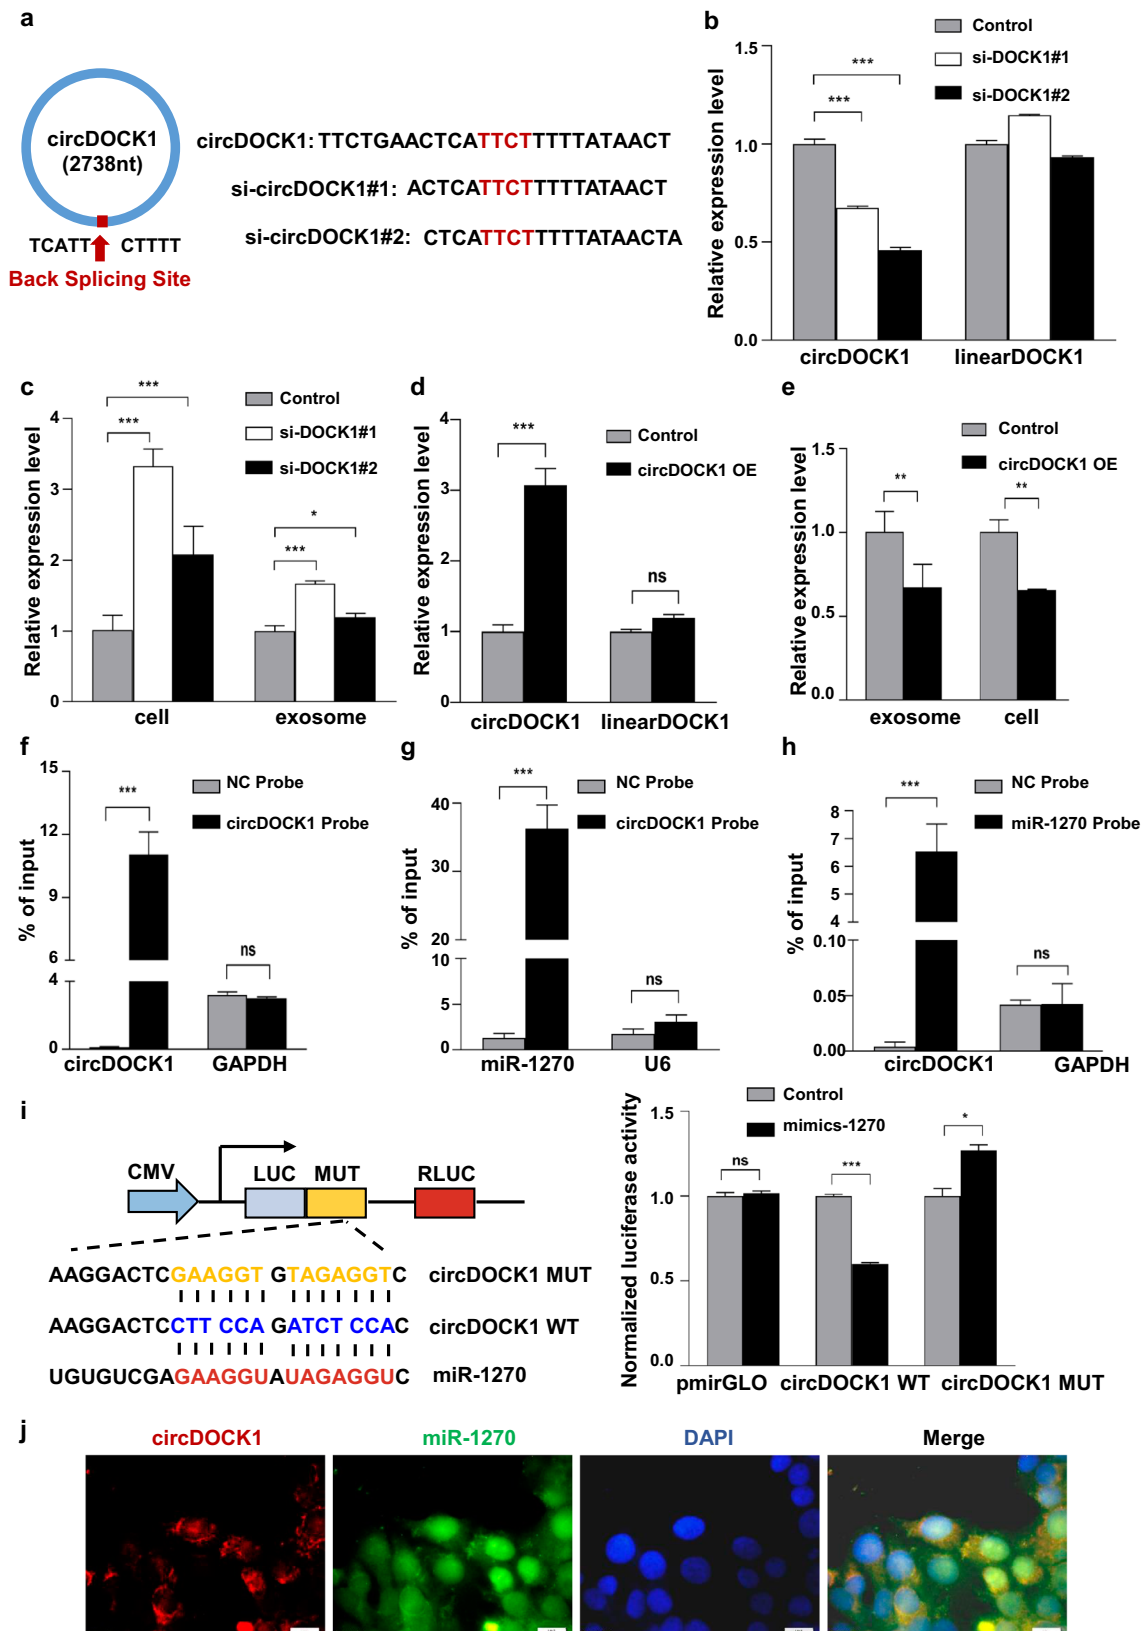 a
circDOCK1
(2738nt)
TCATT CTTTT
Back Splicing Site
circDOCK1: TTCTGAACTCATTCTTTTTATAACT
si-circDOCK1#1: ACTCATTCTTTTTATAACT
si-circDOCK1#2: CTCATTCTTTTTATAACTA
b
Control
si-DOCK1#1
si-DOCK1#2
Relative expression level
1.5
1.0
0.5
0.0
***
***
circDOCK1 linearDOCK1
c
Control
si-DOCK1#1
si-DOCK1#2
Relative expression level
4
3
2
1
0
***
***
*
***
cell exosome
d
Control
circDOCK1 OE
Relative expression level
4
3
2
1
0
***
ns
circDOCK1 linearDOCK1
e
Control
circDOCK1 OE
Relative expression level
1.5
1.0
0.5
0.0
**
**
exosome cell
f
NC Probe
circDOCK1 Probe
% of input
15
12
9
6
4
0
***
ns
circDOCK1 GAPDH
g
NC Probe
circDOCK1 Probe
% of input
40
30
20
10
5
0
***
ns
miR-1270 U6
h
NC Probe
miR-1270 Probe
% of input
8
7
6
5
4
0.10
0.05
0.00
***
ns
circDOCK1 GAPDH
i
CMV LUC MUT RLUC
AAGGACTCGAAGGT GTAGAGGTC circDOCK1 MUT
AAGGACTCCTT CCA GATCT CCAC circDOCK1 WT
UGUGUCGAGAAGGUAUAGAGGUC miR-1270
Control
mimics-1270
Normalized luciferase activity
1.5
1.0
0.5
0.0
ns
***
*
pmirGLO circDOCK1 WT circDOCK1 MUT
j
circDOCK1 miR-1270 DAPI Merge